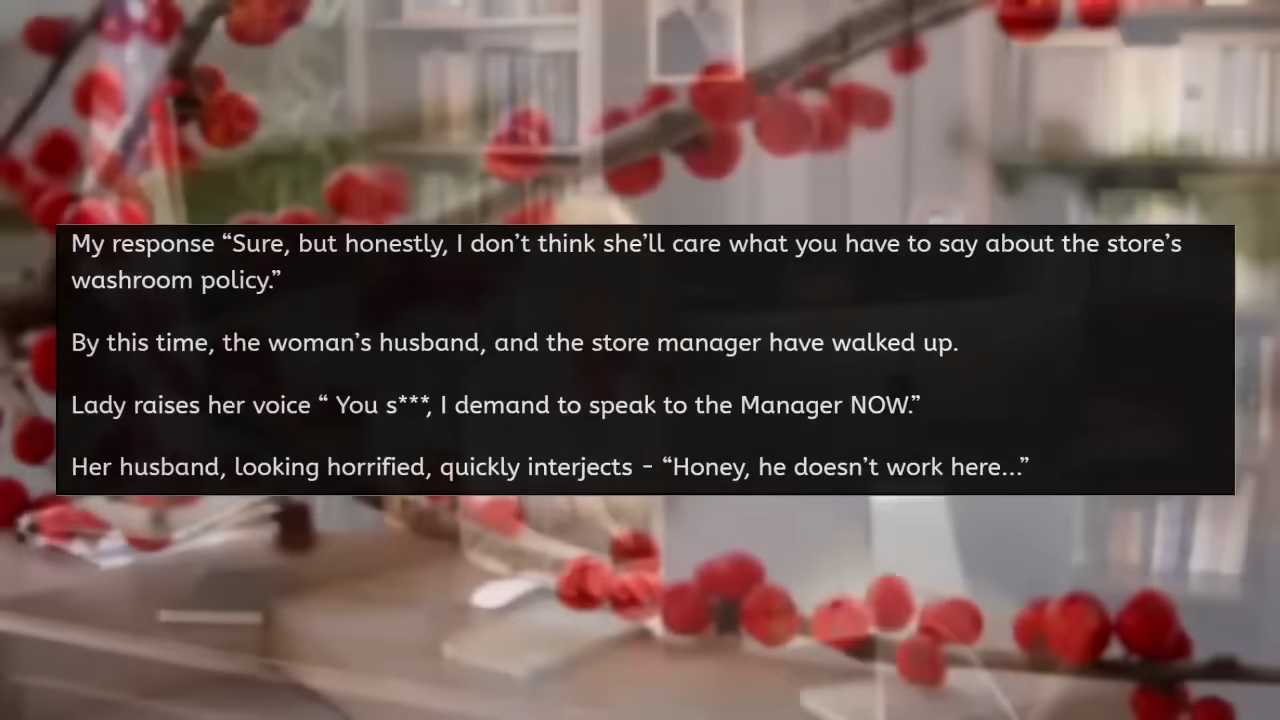 My response “Sure, but honestly, I don’t think she’ll care what you have to say about the store’s
washroom policy.”
By this time, the woman’s husband, and the store manager have walked up.
Lady raises her voice “ You s***, I demand to speak to the Manager NOW.”
Her husband, looking horrified, quickly interjects - “Honey, he doesn’t work here...”